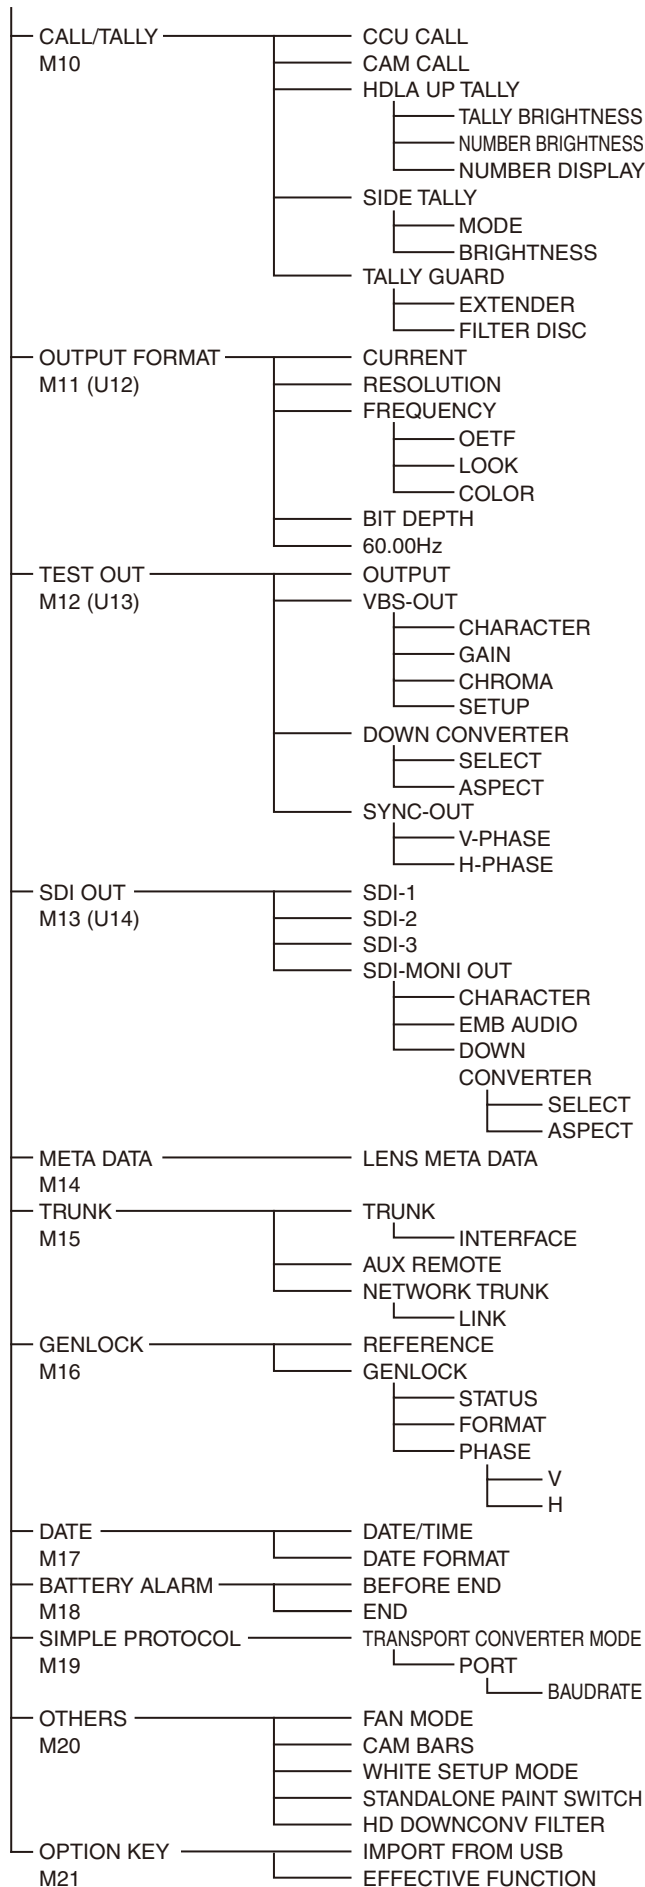 CALL/TALLY
M10
CCU CALL
CAM CALL
HDLA UP TALLY
TALLY BRIGHTNESS
NUMBER BRIGHTNESS
NUMBER DISPLAY
SIDE TALLY
MODE
BRIGHTNESS
TALLY GUARD
EXTENDER
FILTER DISC
OUTPUT FORMAT
M11 (U12)
CURRENT
RESOLUTION
FREQUENCY
OETF
LOOK
COLOR
BIT DEPTH
60.00Hz
TEST OUT
M12 (U13)
OUTPUT
VBS-OUT
CHARACTER
GAIN
CHROMA
SETUP
DOWN CONVERTER
SELECT
ASPECT
SYNC-OUT
V-PHASE
H-PHASE
SDI OUT
M13 (U14)
SDI-1
SDI-2
SDI-3
SDI-MONI OUT
CHARACTER
EMB AUDIO
DOWN
CONVERTER
SELECT
ASPECT
META DATA
M14
LENS META DATA
TRUNK
M15
TRUNK
INTERFACE
AUX REMOTE
NETWORK TRUNK
LINK
GENLOCK
M16
REFERENCE
GENLOCK
STATUS
FORMAT
PHASE
V
H
DATE
M17
DATE/TIME
DATE FORMAT
BATTERY ALARM
M18
BEFORE END
END
SIMPLE PROTOCOL
M19
TRANSPORT CONVERTER MODE
PORT
BAUDRATE
OTHERS
M20
FAN MODE
CAM BARS
WHITE SETUP MODE
STANDALONE PAINT SWITCH
HD DOWNCONV FILTER
OPTION KEY
M21
IMPORT FROM USB
EFFECTIVE FUNCTION